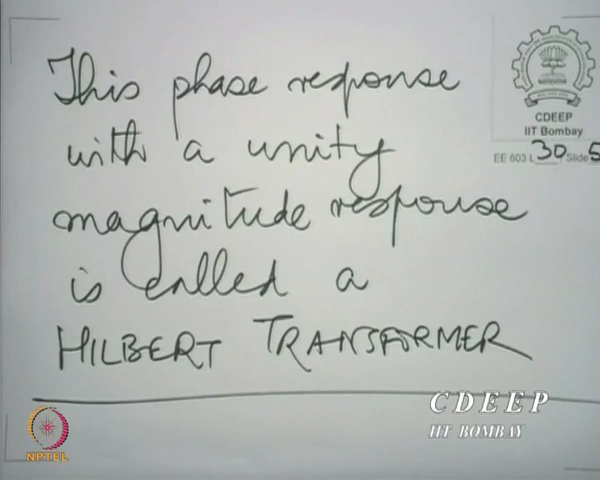 This phase response
with a unity
magnitude response
is called a
HILBERT TRANSFORMER
CDEEP
IIT Bombay
EE 603 L 30 Slide 5
CDEEP
IIT BOMBAY
NPTEL